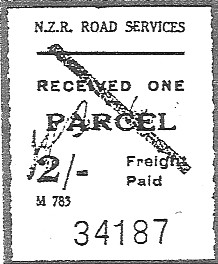 N.Z.R. ROAD SERVICES
RECEIVED ONE
PARCEL
2/- Freight
Paid
M 783
34187